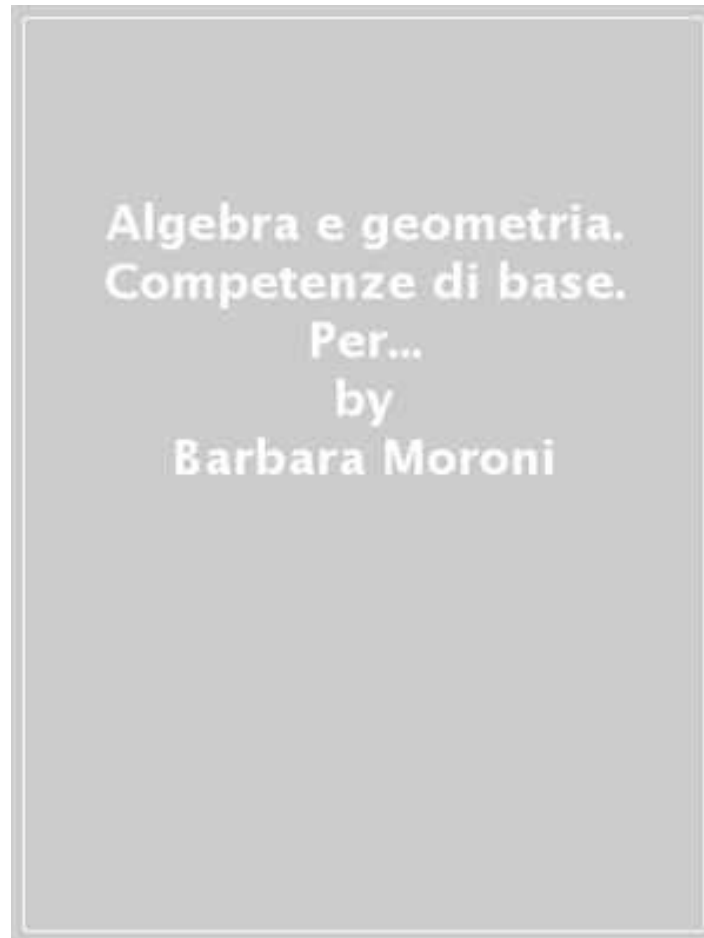 Algebra e geometria.
Competenze di base.
Per...
by
Barbara Moroni